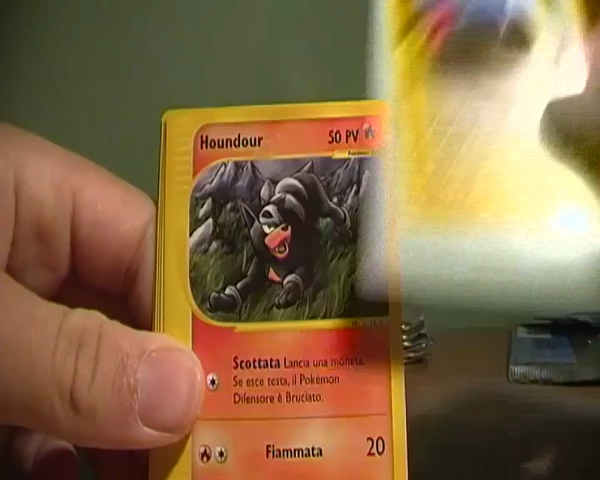 Houndour 50 PV
Scottata Lancia una moneta.
Se esce testa, il Pokémon
Difensore è Bruciato.
Fiammata 20